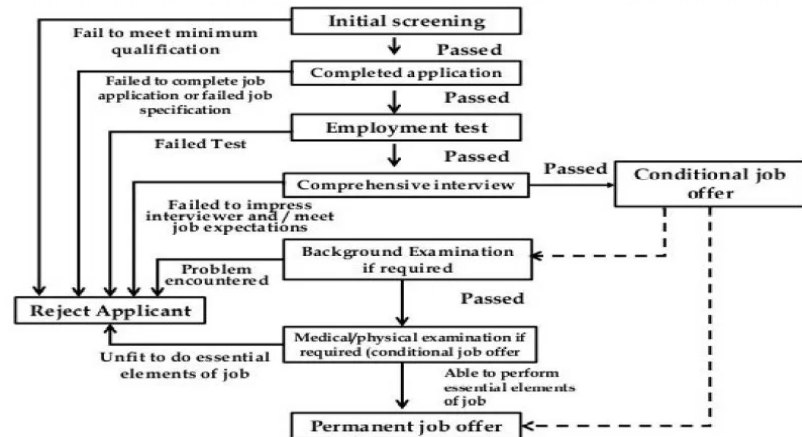 Initial screening
Fail to meet minimum
qualification
Passed
Completed application
Failed to complete job
application or failed job
specification
Passed
Employment test
Failed Test
Passed
Comprehensive interview
Passed
Conditional job
offer
Failed to impress
interviewer and / meet
job expectations
Background Examination
if required
Problem
encountered
Passed
Reject Applicant
Medical/physical examination if
required (conditional job offer
Unfit to do essential
elements of job
Able to perform
essential elements
of job
Permanent job offer